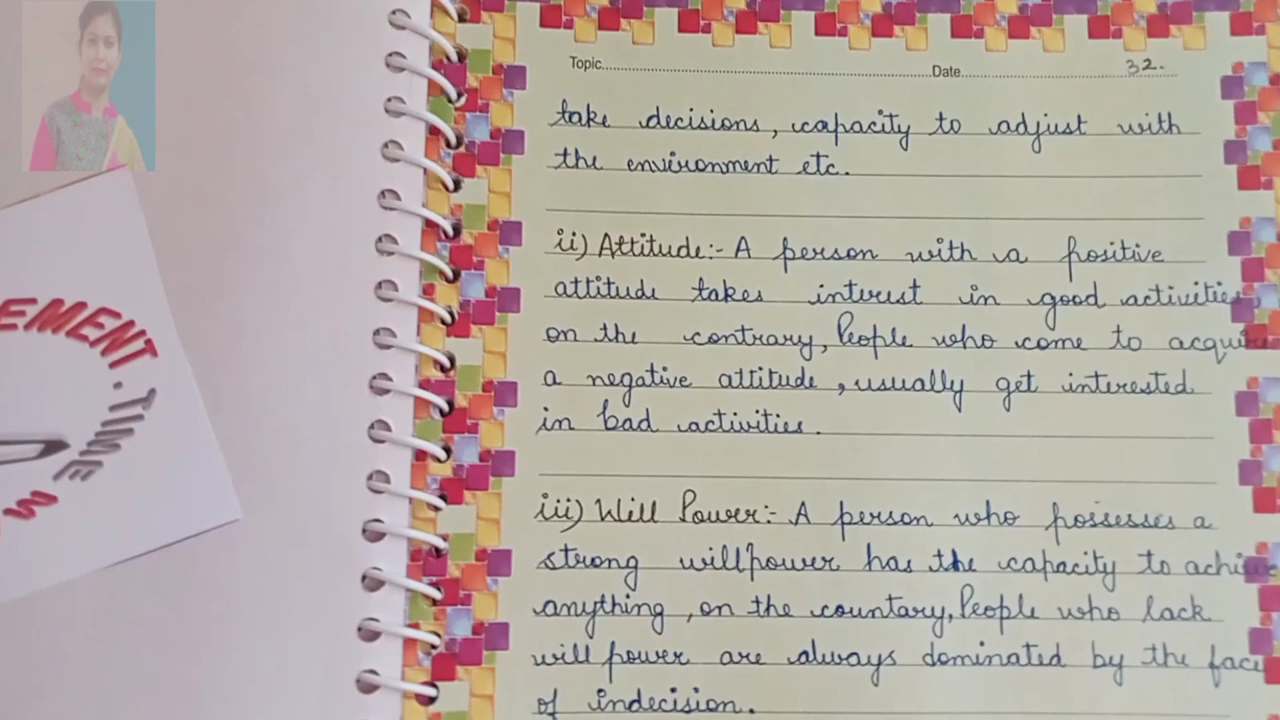 Topic Date 32.
take decisions, capacity to adjust with
the environment etc.
ii) Attitude:- A person with a positive
attitude takes interest in good activities,
on the contrary, People who come to acqui
a negative attitude, usually get interested
in bad activities.
iii) Will Power:- A person who possesses a
strong willpower has the capacity to achie
anything, on the countary, People who lack
will power are always dominated by the face
of indecision.
EMENT · TIME M